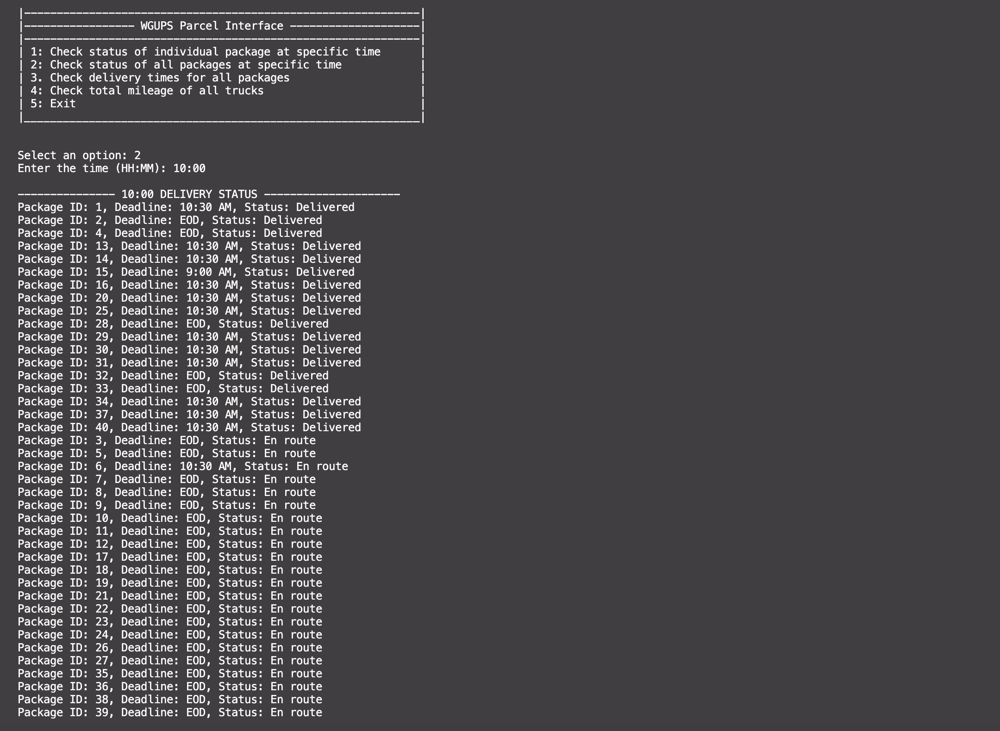 |-------------------------------------------------------------|
|----------------- WGUPS Parcel Interface --------------------|
|-------------------------------------------------------------|
| 1: Check status of individual package at specific time      |
| 2: Check status of all packages at specific time            |
| 3. Check delivery times for all packages                    |
| 4: Check total mileage of all trucks                        |
| 5: Exit                                                     |
|_____________________________________________________________|
Select an option: 2
Enter the time (HH:MM): 10:00
--------------- 10:00 DELIVERY STATUS ---------------------
Package ID: 1, Deadline: 10:30 AM, Status: Delivered
Package ID: 2, Deadline: EOD, Status: Delivered
Package ID: 4, Deadline: EOD, Status: Delivered
Package ID: 13, Deadline: 10:30 AM, Status: Delivered
Package ID: 14, Deadline: 10:30 AM, Status: Delivered
Package ID: 15, Deadline: 9:00 AM, Status: Delivered
Package ID: 16, Deadline: 10:30 AM, Status: Delivered
Package ID: 20, Deadline: 10:30 AM, Status: Delivered
Package ID: 25, Deadline: 10:30 AM, Status: Delivered
Package ID: 28, Deadline: EOD, Status: Delivered
Package ID: 29, Deadline: 10:30 AM, Status: Delivered
Package ID: 30, Deadline: 10:30 AM, Status: Delivered
Package ID: 31, Deadline: 10:30 AM, Status: Delivered
Package ID: 32, Deadline: EOD, Status: Delivered
Package ID: 33, Deadline: EOD, Status: Delivered
Package ID: 34, Deadline: 10:30 AM, Status: Delivered
Package ID: 37, Deadline: 10:30 AM, Status: Delivered
Package ID: 40, Deadline: 10:30 AM, Status: Delivered
Package ID: 3, Deadline: EOD, Status: En route
Package ID: 5, Deadline: EOD, Status: En route
Package ID: 6, Deadline: 10:30 AM, Status: En route
Package ID: 7, Deadline: EOD, Status: En route
Package ID: 8, Deadline: EOD, Status: En route
Package ID: 9, Deadline: EOD, Status: En route
Package ID: 10, Deadline: EOD, Status: En route
Package ID: 11, Deadline: EOD, Status: En route
Package ID: 12, Deadline: EOD, Status: En route
Package ID: 17, Deadline: EOD, Status: En route
Package ID: 18, Deadline: EOD, Status: En route
Package ID: 19, Deadline: EOD, Status: En route
Package ID: 21, Deadline: EOD, Status: En route
Package ID: 22, Deadline: EOD, Status: En route
Package ID: 23, Deadline: EOD, Status: En route
Package ID: 24, Deadline: EOD, Status: En route
Package ID: 26, Deadline: EOD, Status: En route
Package ID: 27, Deadline: EOD, Status: En route
Package ID: 35, Deadline: EOD, Status: En route
Package ID: 36, Deadline: EOD, Status: En route
Package ID: 38, Deadline: EOD, Status: En route
Package ID: 39, Deadline: EOD, Status: En route